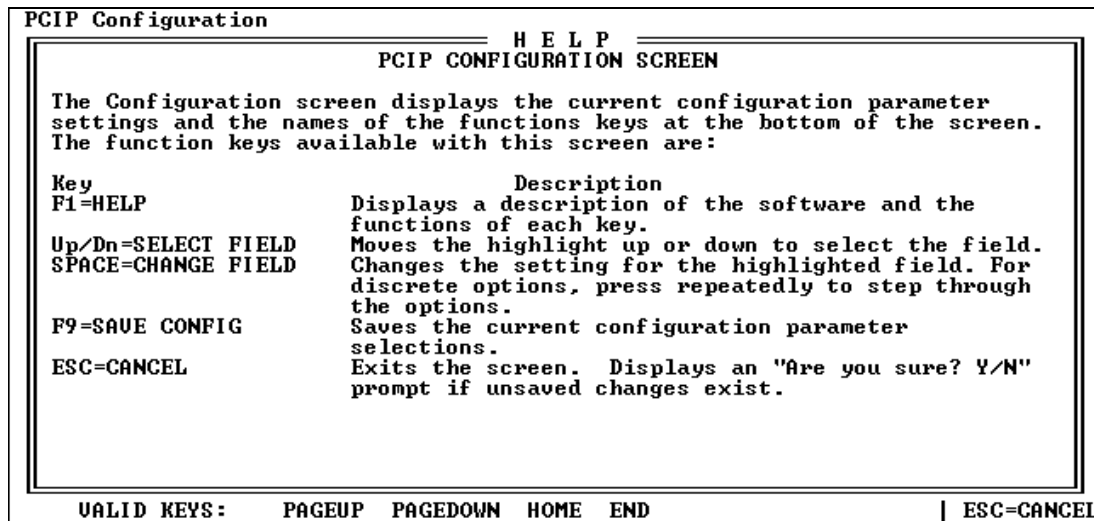 PCIP Configuration
H E L P
PCIP CONFIGURATION SCREEN
The Configuration screen displays the current configuration parameter
settings and the names of the functions keys at the bottom of the screen.
The function keys available with this screen are:
Key Description
F1=HELP Displays a description of the software and the
functions of each key.
Up/Dn=SELECT FIELD Moves the highlight up or down to select the field.
SPACE=CHANGE FIELD Changes the setting for the highlighted field. For
discrete options, press repeatedly to step through
the options.
F9=SAVE CONFIG Saves the current configuration parameter
selections.
ESC=CANCEL Exits the screen. Displays an "Are you sure? Y/N"
prompt if unsaved changes exist.
VALID KEYS: PAGEUP PAGEDOWN HOME END | ESC=CANCEL